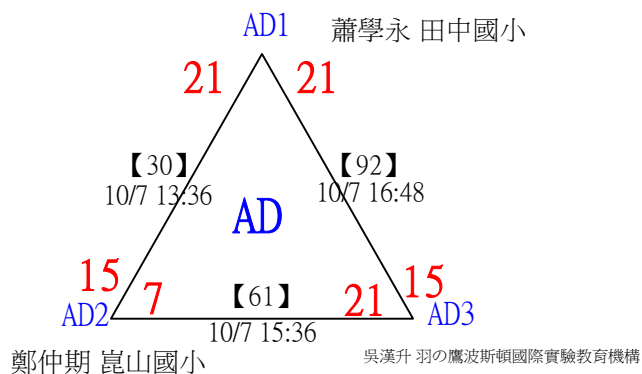 AD1
蕭學永 田中國小
21
21
【30】
10/7 13:36
【92】
10/7 16:48
AD
15
7
【61】
21
15
AD2
AD3
10/7 15:36
鄭仲期 崑山國小
吳漢升 羽の鷹波斯頓國際實驗教育機構